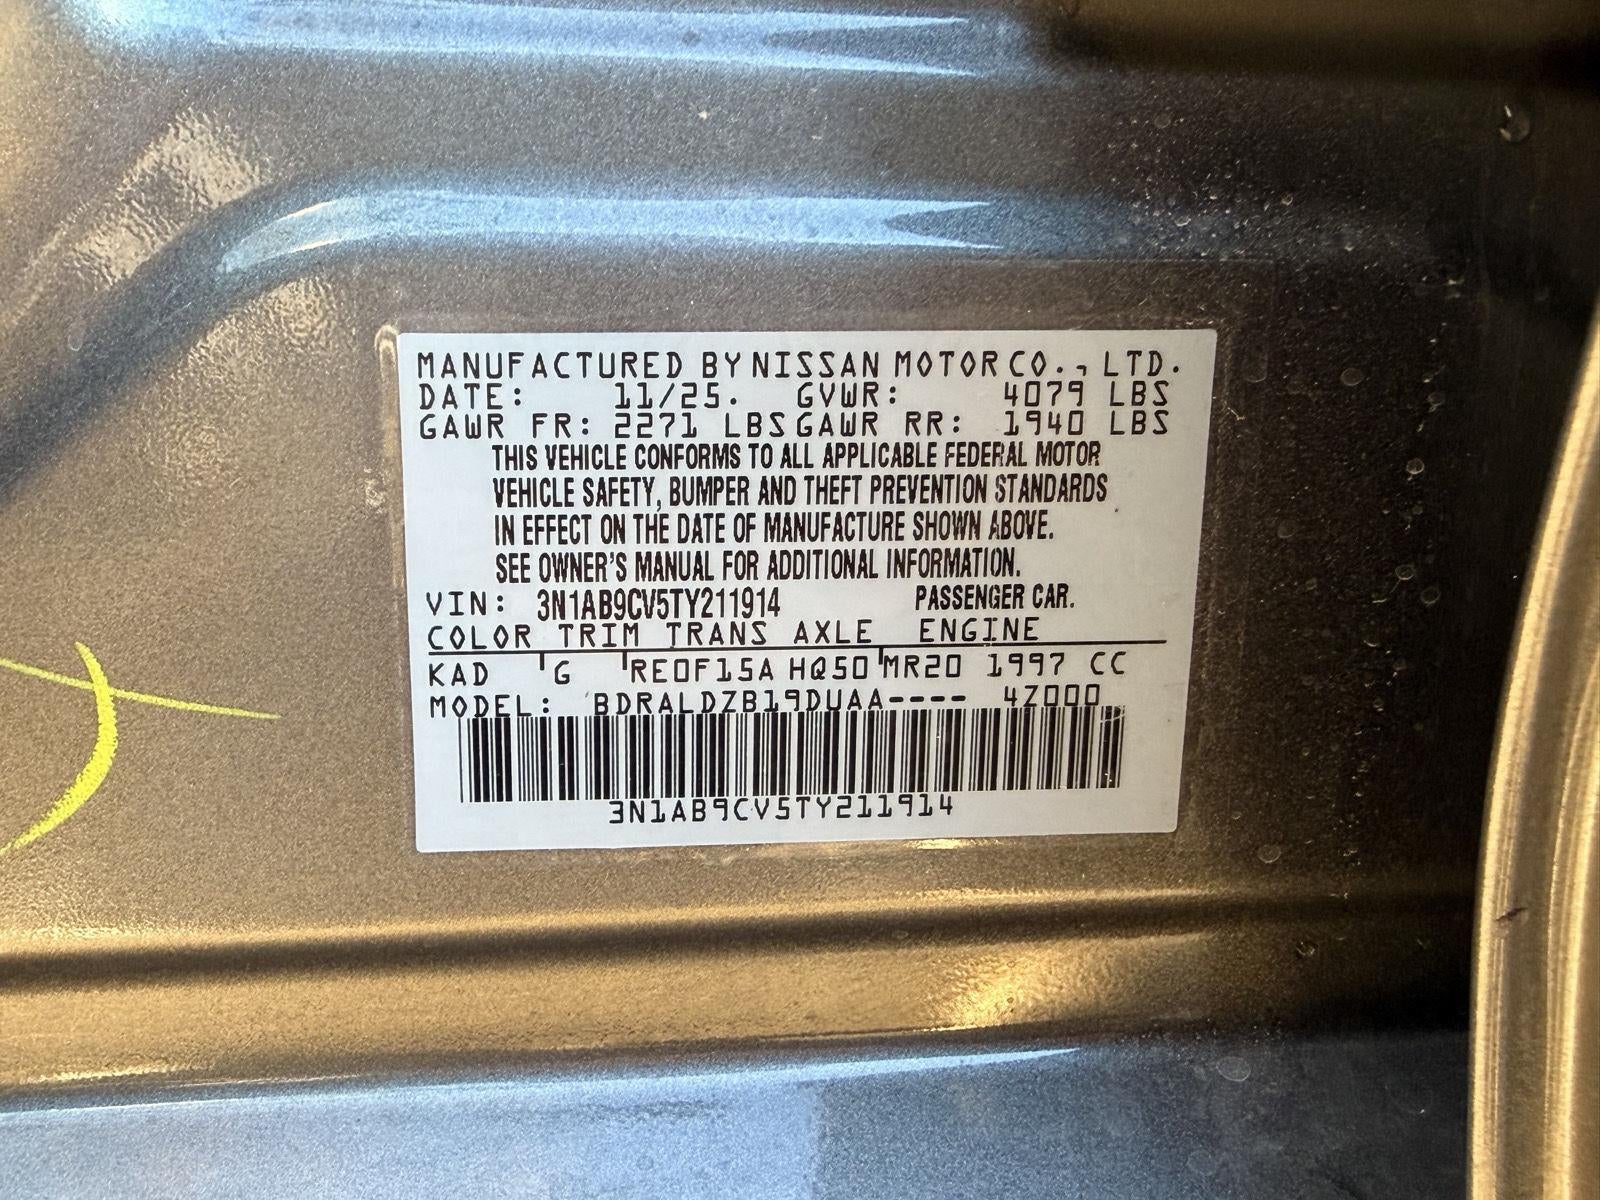 MANUFACTURED BY NISSAN MOTOR CO., LTD.
DATE: 11/25. GVWR: 4079 LBS
GAWR FR: 2271 LBS GAWR RR: 1940 LBS
THIS VEHICLE CONFORMS TO ALL APPLICABLE FEDERAL MOTOR
VEHICLE SAFETY, BUMPER AND THEFT PREVENTION STANDARDS
IN EFFECT ON THE DATE OF MANUFACTURE SHOWN ABOVE.
SEE OWNER'S MANUAL FOR ADDITIONAL INFORMATION.
VIN: 3N1AB9CV5TY211914 PASSENGER CAR.
COLOR TRIM TRANS AXLE ENGINE
KAD G RE0F15A HQ50 MR20 1997 CC
MODEL: BDRALDZB19DUAA---- 4Z000
3N1AB9CV5TY211914